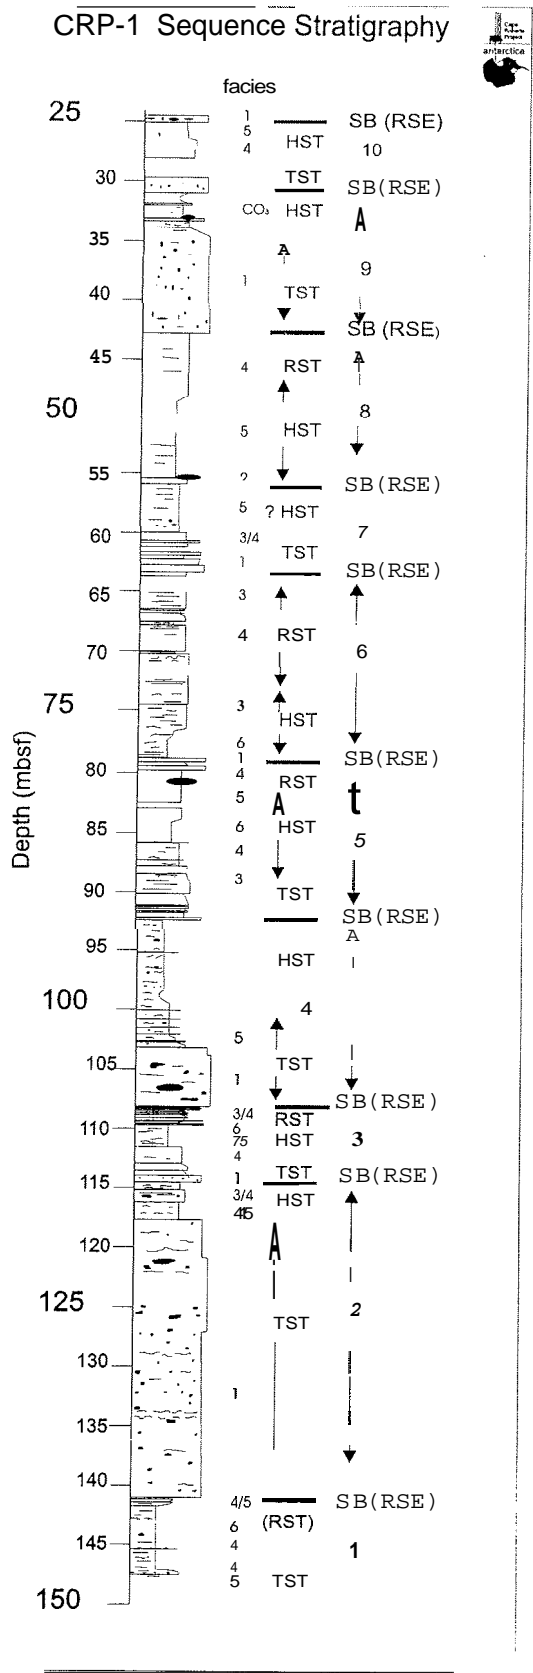 CRP-1 Sequence Stratigraphy
Cape
Roberts
Project
antarctica
facies
25
1
SB (RSE)
5
HST
10
4
30
TST
SB(RSE)
CO₃
HST
A
35
A
9
1
40
TST
SB (RSE)
45
A
4
RST
50
8
5
HST
55
?
SB(RSE)
5
? HST
60
3/4
7
TST
1
SB(RSE)
65
3
4
RST
6
70
75
3
HST
6
1
SB(RSE)
80
4
RST
5
A
t
85
6
HST
5
4
3
90
TST
SB(RSE)
A
95
HST
100
4
5
105
TST
1
SB(RSE)
3/4
RST
110
6
75
HST
3
4
TST
SB(RSE)
115
1
3/4
HST
445
120
A
125
2
TST
130
1
135
140
4/5
SB(RSE)
6
(RST)
145
4
1
4
5
TST
150
Depth (mbsf)